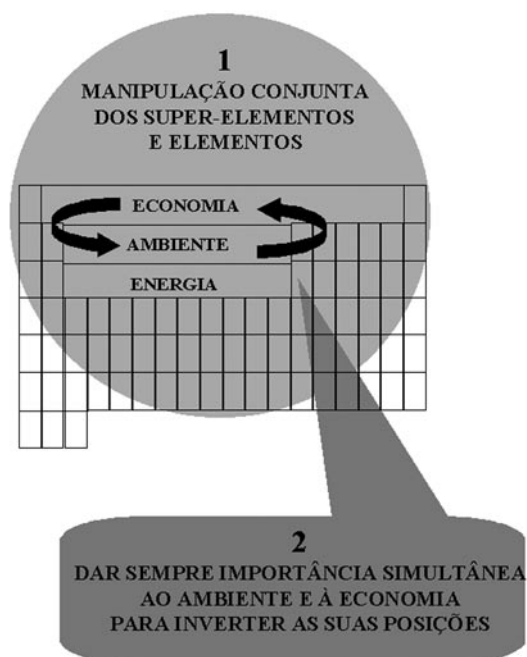 1
MANIPULAÇÃO CONJUNTA
DOS SUPER-ELEMENTOS
E ELEMENTOS
ECONOMIA
AMBIENTE
ENERGIA
2
DAR SEMPRE IMPORTÂNCIA SIMULTÂNEA
AO AMBIENTE E À ECONOMIA
PARA INVERTER AS SUAS POSIÇÕES